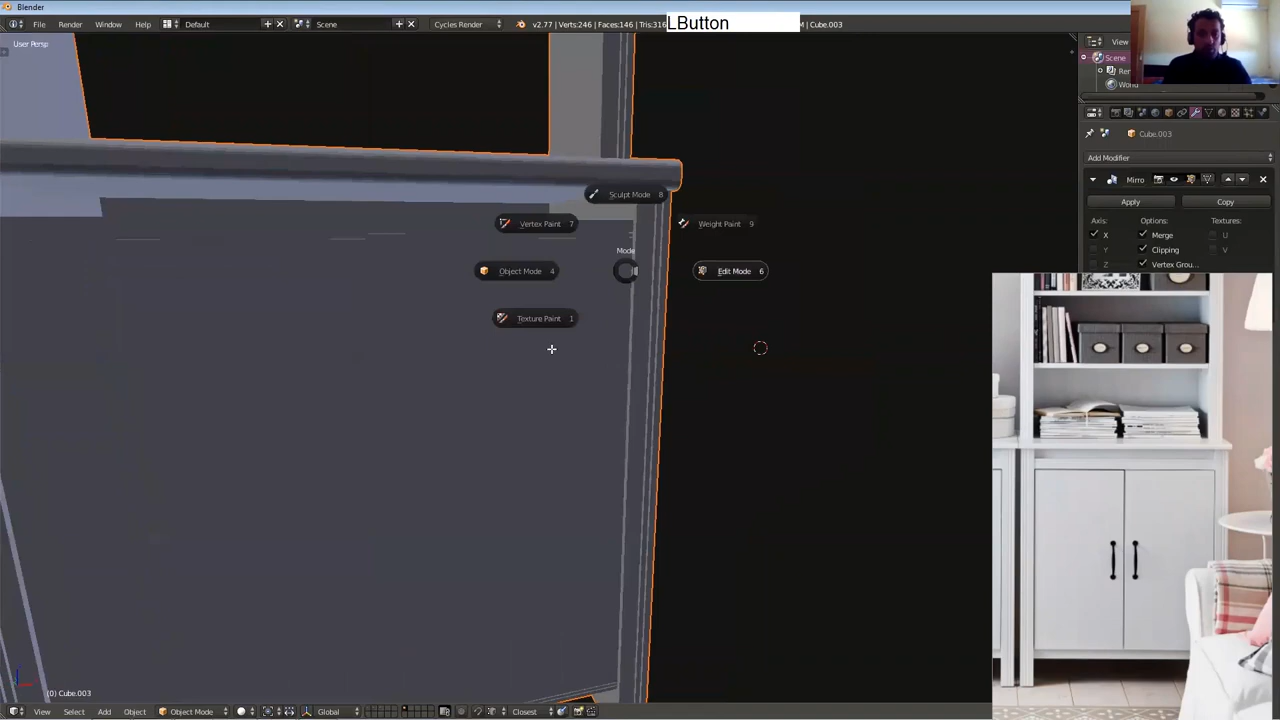 Blender
File
Render
Window
Help
Default
Scene
Cycles Render
v2.77 | Verts:246 | Faces:146 | Tris:316
LButton
Cube.003
User Persp
View
Scene
Ren
World
Cube.003
Add Modifier
Mirro
Apply
Copy
Axis:
Options:
Textures:
X
Merge
U
Y
Clipping
V
Z
Vertex Grou...
Sculpt Mode 8
Vertex Paint 7
Weight Paint 9
Mode
Object Mode 4
Edit Mode 6
Texture Paint 1
(0) Cube.003
View
Select
Add
Object
Object Mode
Global
Closest